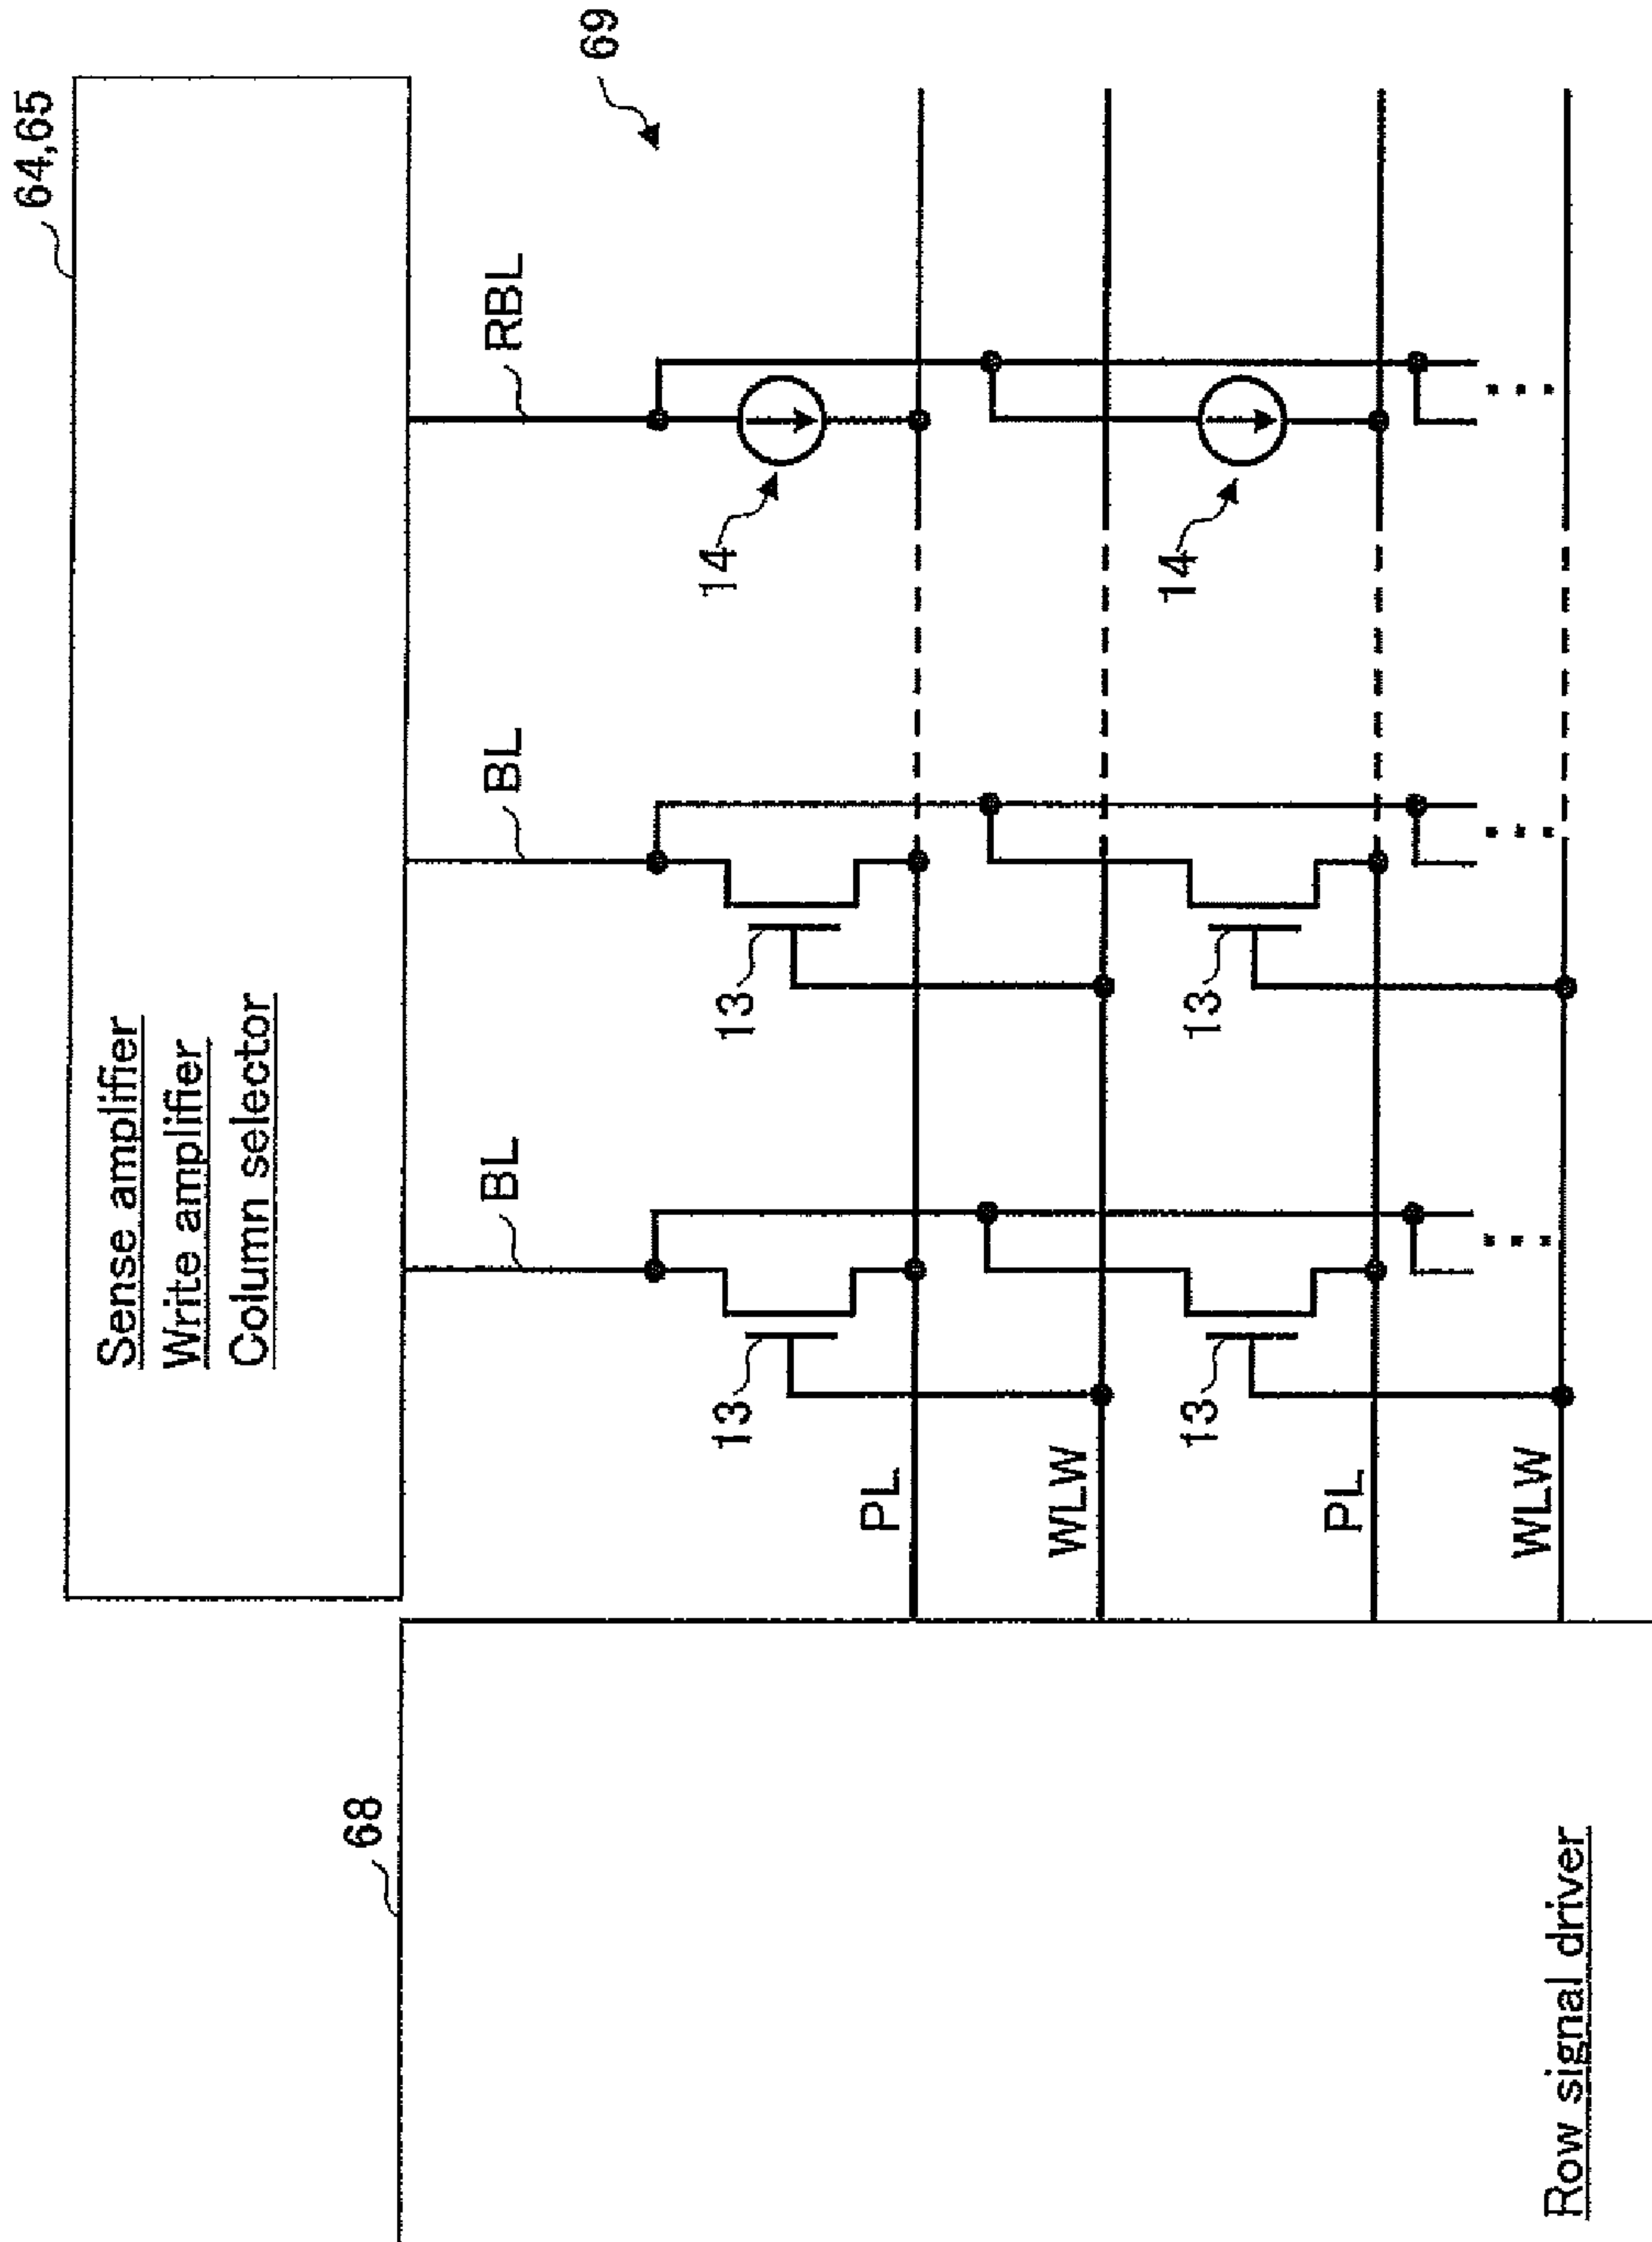 64,65
Sense amplifier
Write amplifier
Column selector
68
BL
BL
RBL
69
13
13
14
PL
WLW
13
13
14
PL
WLW
Row signal driver